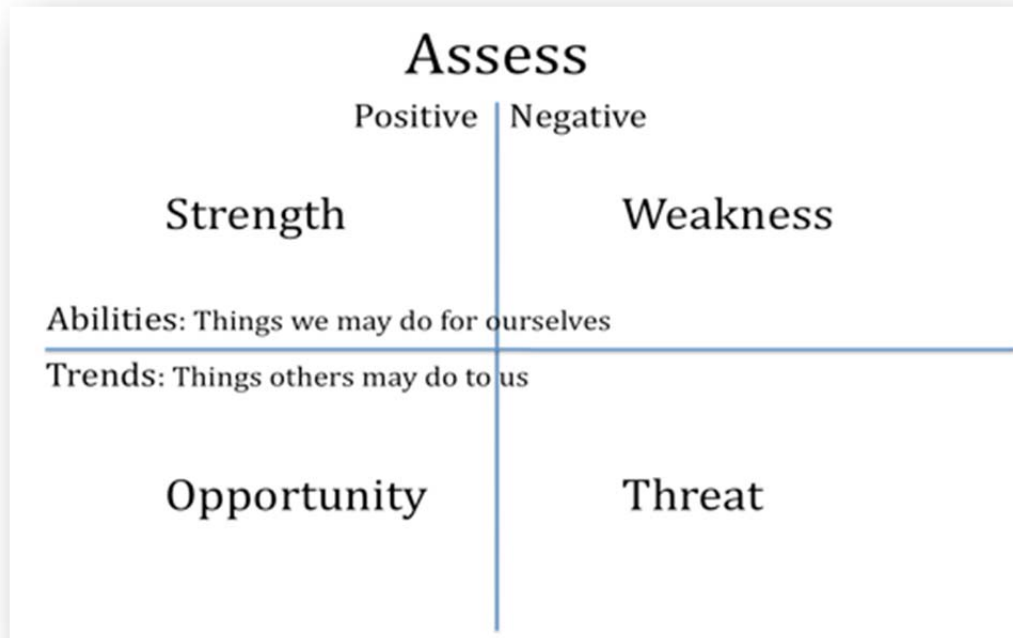 Assess
Positive Negative
Strength Weakness
Abilities: Things we may do for ourselves
Trends: Things others may do to us
Opportunity Threat